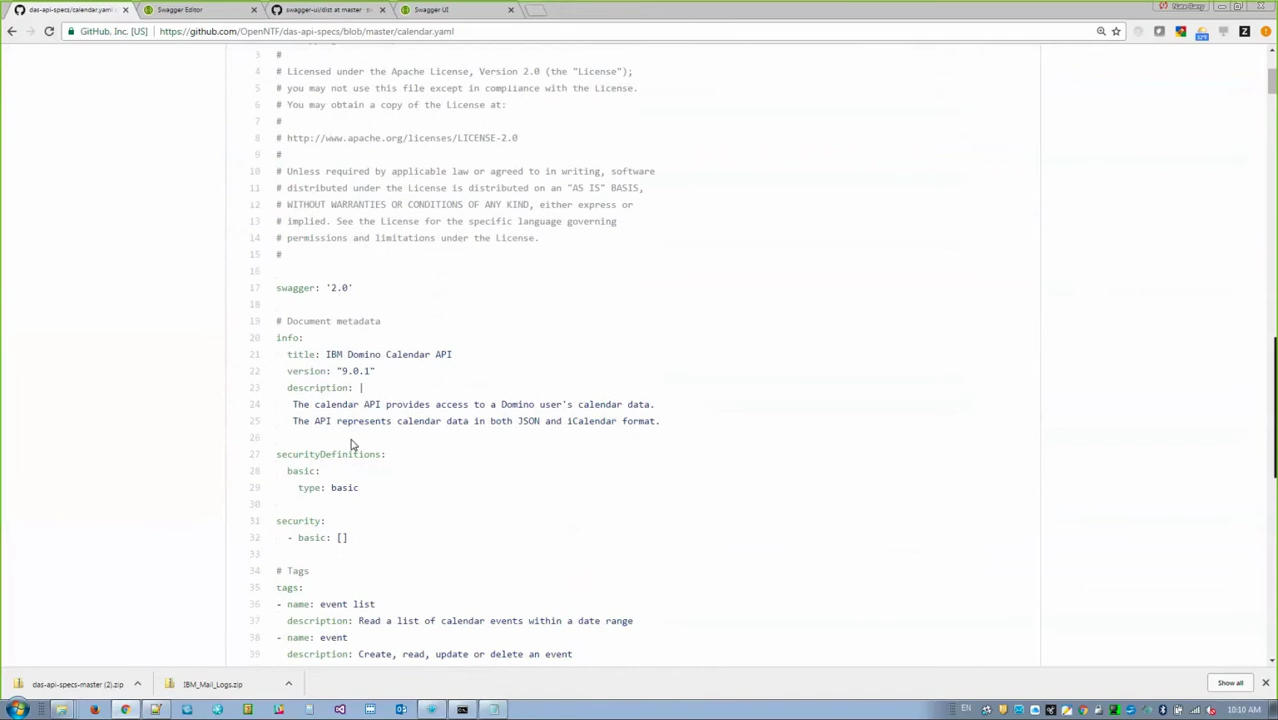 das-api-specs/calendar.yaml
Swagger Editor
swagger-ui/dist at master
Swagger UI
GitHub, Inc. [US]
https://github.com/OpenNTF/das-api-specs/blob/master/calendar.yaml
3 #
4 # Licensed under the Apache License, Version 2.0 (the "License");
5 # you may not use this file except in compliance with the License.
6 # You may obtain a copy of the License at:
7 #
8 # http://www.apache.org/licenses/LICENSE-2.0
9 #
10 # Unless required by applicable law or agreed to in writing, software
11 # distributed under the License is distributed on an "AS IS" BASIS,
12 # WITHOUT WARRANTIES OR CONDITIONS OF ANY KIND, either express or
13 # implied. See the License for the specific language governing
14 # permissions and limitations under the License.
15 #
16
17 swagger: '2.0'
18
19 # Document metadata
20 info:
21 title: IBM Domino Calendar API
22 version: "9.0.1"
23 description: |
24 The calendar API provides access to a Domino user's calendar data.
25 The API represents calendar data in both JSON and iCalendar format.
26
27 securityDefinitions:
28 basic:
29 type: basic
30
31 security:
32 - basic: []
33
34 # Tags
35 tags:
36 - name: event list
37 description: Read a list of calendar events within a date range
38 - name: event
39 description: Create, read, update or delete an event
das-api-specs-master (2).zip
IBM_Mail_Logs.zip
Show all
EN
10:10 AM